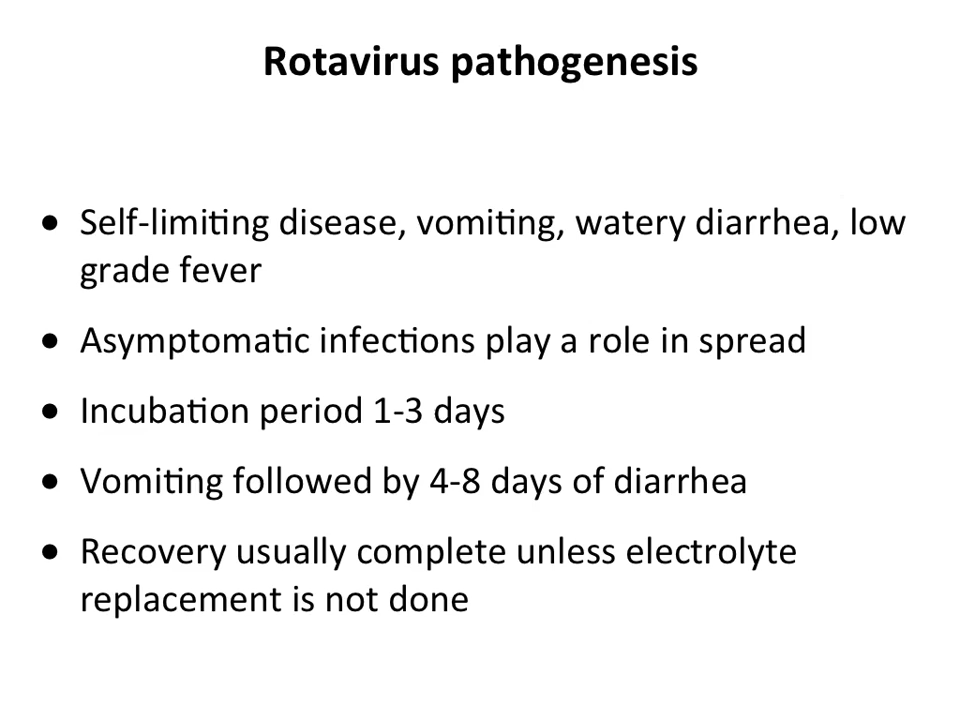 Rotavirus pathogenesis
• Self-limiting disease, vomiting, watery diarrhea, low
grade fever
• Asymptomatic infections play a role in spread
• Incubation period 1-3 days
• Vomiting followed by 4-8 days of diarrhea
• Recovery usually complete unless electrolyte
replacement is not done